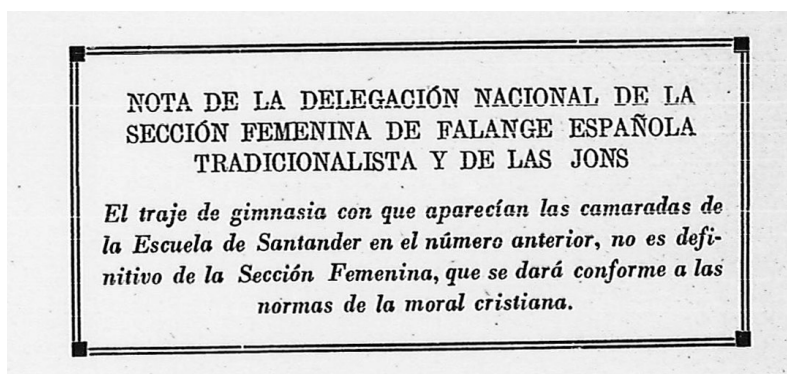 NOTA DE LA DELEGACIÓN NACIONAL DE LA
SECCIÓN FEMENINA DE FALANGE ESPAÑOLA
TRADICIONALISTA Y DE LAS JONS
El traje de gimnasia con que aparecían las camaradas de
la Escuela de Santander en el número anterior, no es defi-
nitivo de la Sección Femenina, que se dará conforme a las
normas de la moral cristiana.